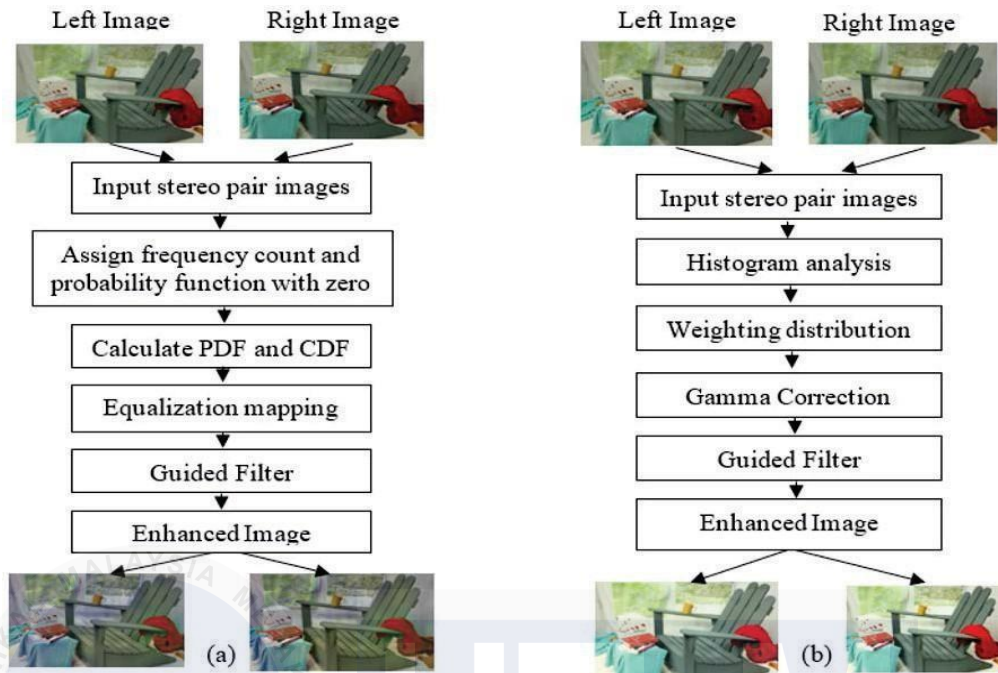 Left Image
Right Image
Input stereo pair images
Assign frequency count and
probability function with zero
Calculate PDF and CDF
Equalization mapping
Guided Filter
Enhanced Image
(a)
Left Image
Right Image
Input stereo pair images
Histogram analysis
Weighting distribution
Gamma Correction
Guided Filter
Enhanced Image
(b)
MALAYSIA